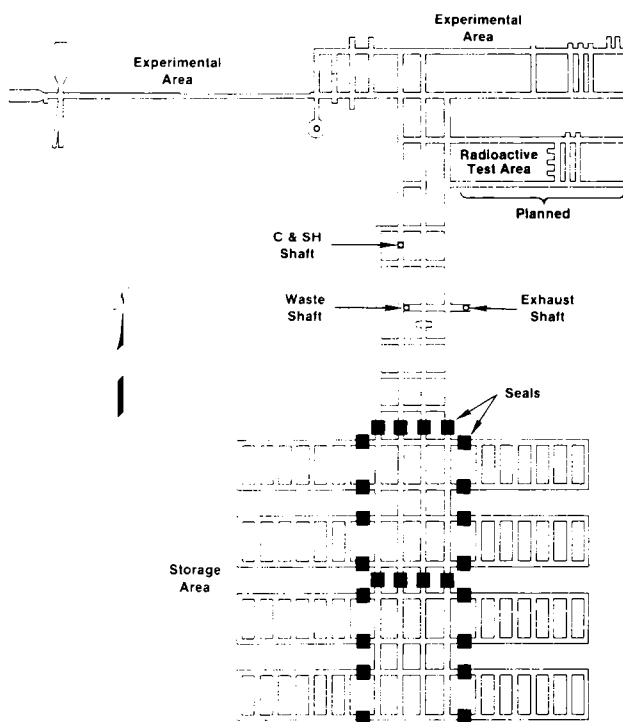 Experimental
Area
Experimental
Area
Radioactive
Test Area
Planned
C & SH
Shaft
Waste
Shaft
Exhaust
Shaft
Seals
Storage
Area